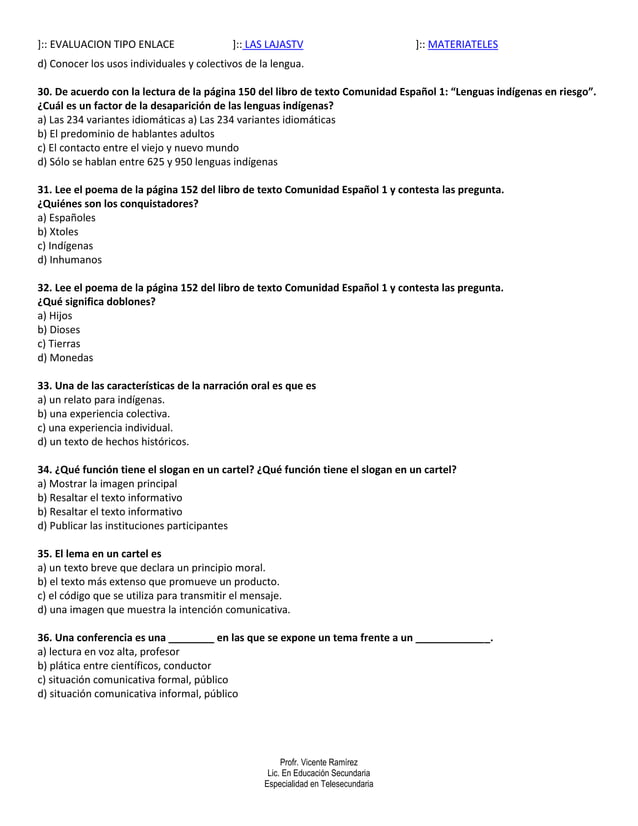 ]:: EVALUACION TIPO ENLACE ]:: LAS LAJASTV ]:: MATERIATELES
d) Conocer los usos individuales y colectivos de la lengua.
30. De acuerdo con la lectura de la página 150 del libro de texto Comunidad Español 1: “Lenguas indígenas en riesgo”.
¿Cuál es un factor de la desaparición de las lenguas indígenas?
a) Las 234 variantes idiomáticas a) Las 234 variantes idiomáticas
b) El predominio de hablantes adultos
c) El contacto entre el viejo y nuevo mundo
d) Sólo se hablan entre 625 y 950 lenguas indígenas
31. Lee el poema de la página 152 del libro de texto Comunidad Español 1 y contesta las pregunta.
¿Quiénes son los conquistadores?
a) Españoles
b) Xtoles
c) Indígenas
d) Inhumanos
32. Lee el poema de la página 152 del libro de texto Comunidad Español 1 y contesta las pregunta.
¿Qué significa doblones?
a) Hijos
b) Dioses
c) Tierras
d) Monedas
33. Una de las características de la narración oral es que es
a) un relato para indígenas.
b) una experiencia colectiva.
c) una experiencia individual.
d) un texto de hechos históricos.
34. ¿Qué función tiene el slogan en un cartel? ¿Qué función tiene el slogan en un cartel?
a) Mostrar la imagen principal
b) Resaltar el texto informativo
b) Resaltar el texto informativo
d) Publicar las instituciones participantes
35. El lema en un cartel es
a) un texto breve que declara un principio moral.
b) el texto más extenso que promueve un producto.
c) el código que se utiliza para transmitir el mensaje.
d) una imagen que muestra la intención comunicativa.
36. Una conferencia es una ________ en las que se expone un tema frente a un _____________.
a) lectura en voz alta, profesor
b) plática entre científicos, conductor
c) situación comunicativa formal, público
d) situación comunicativa informal, público
Profr. Vicente Ramírez
Lic. En Educación Secundaria
Especialidad en Telesecundaria